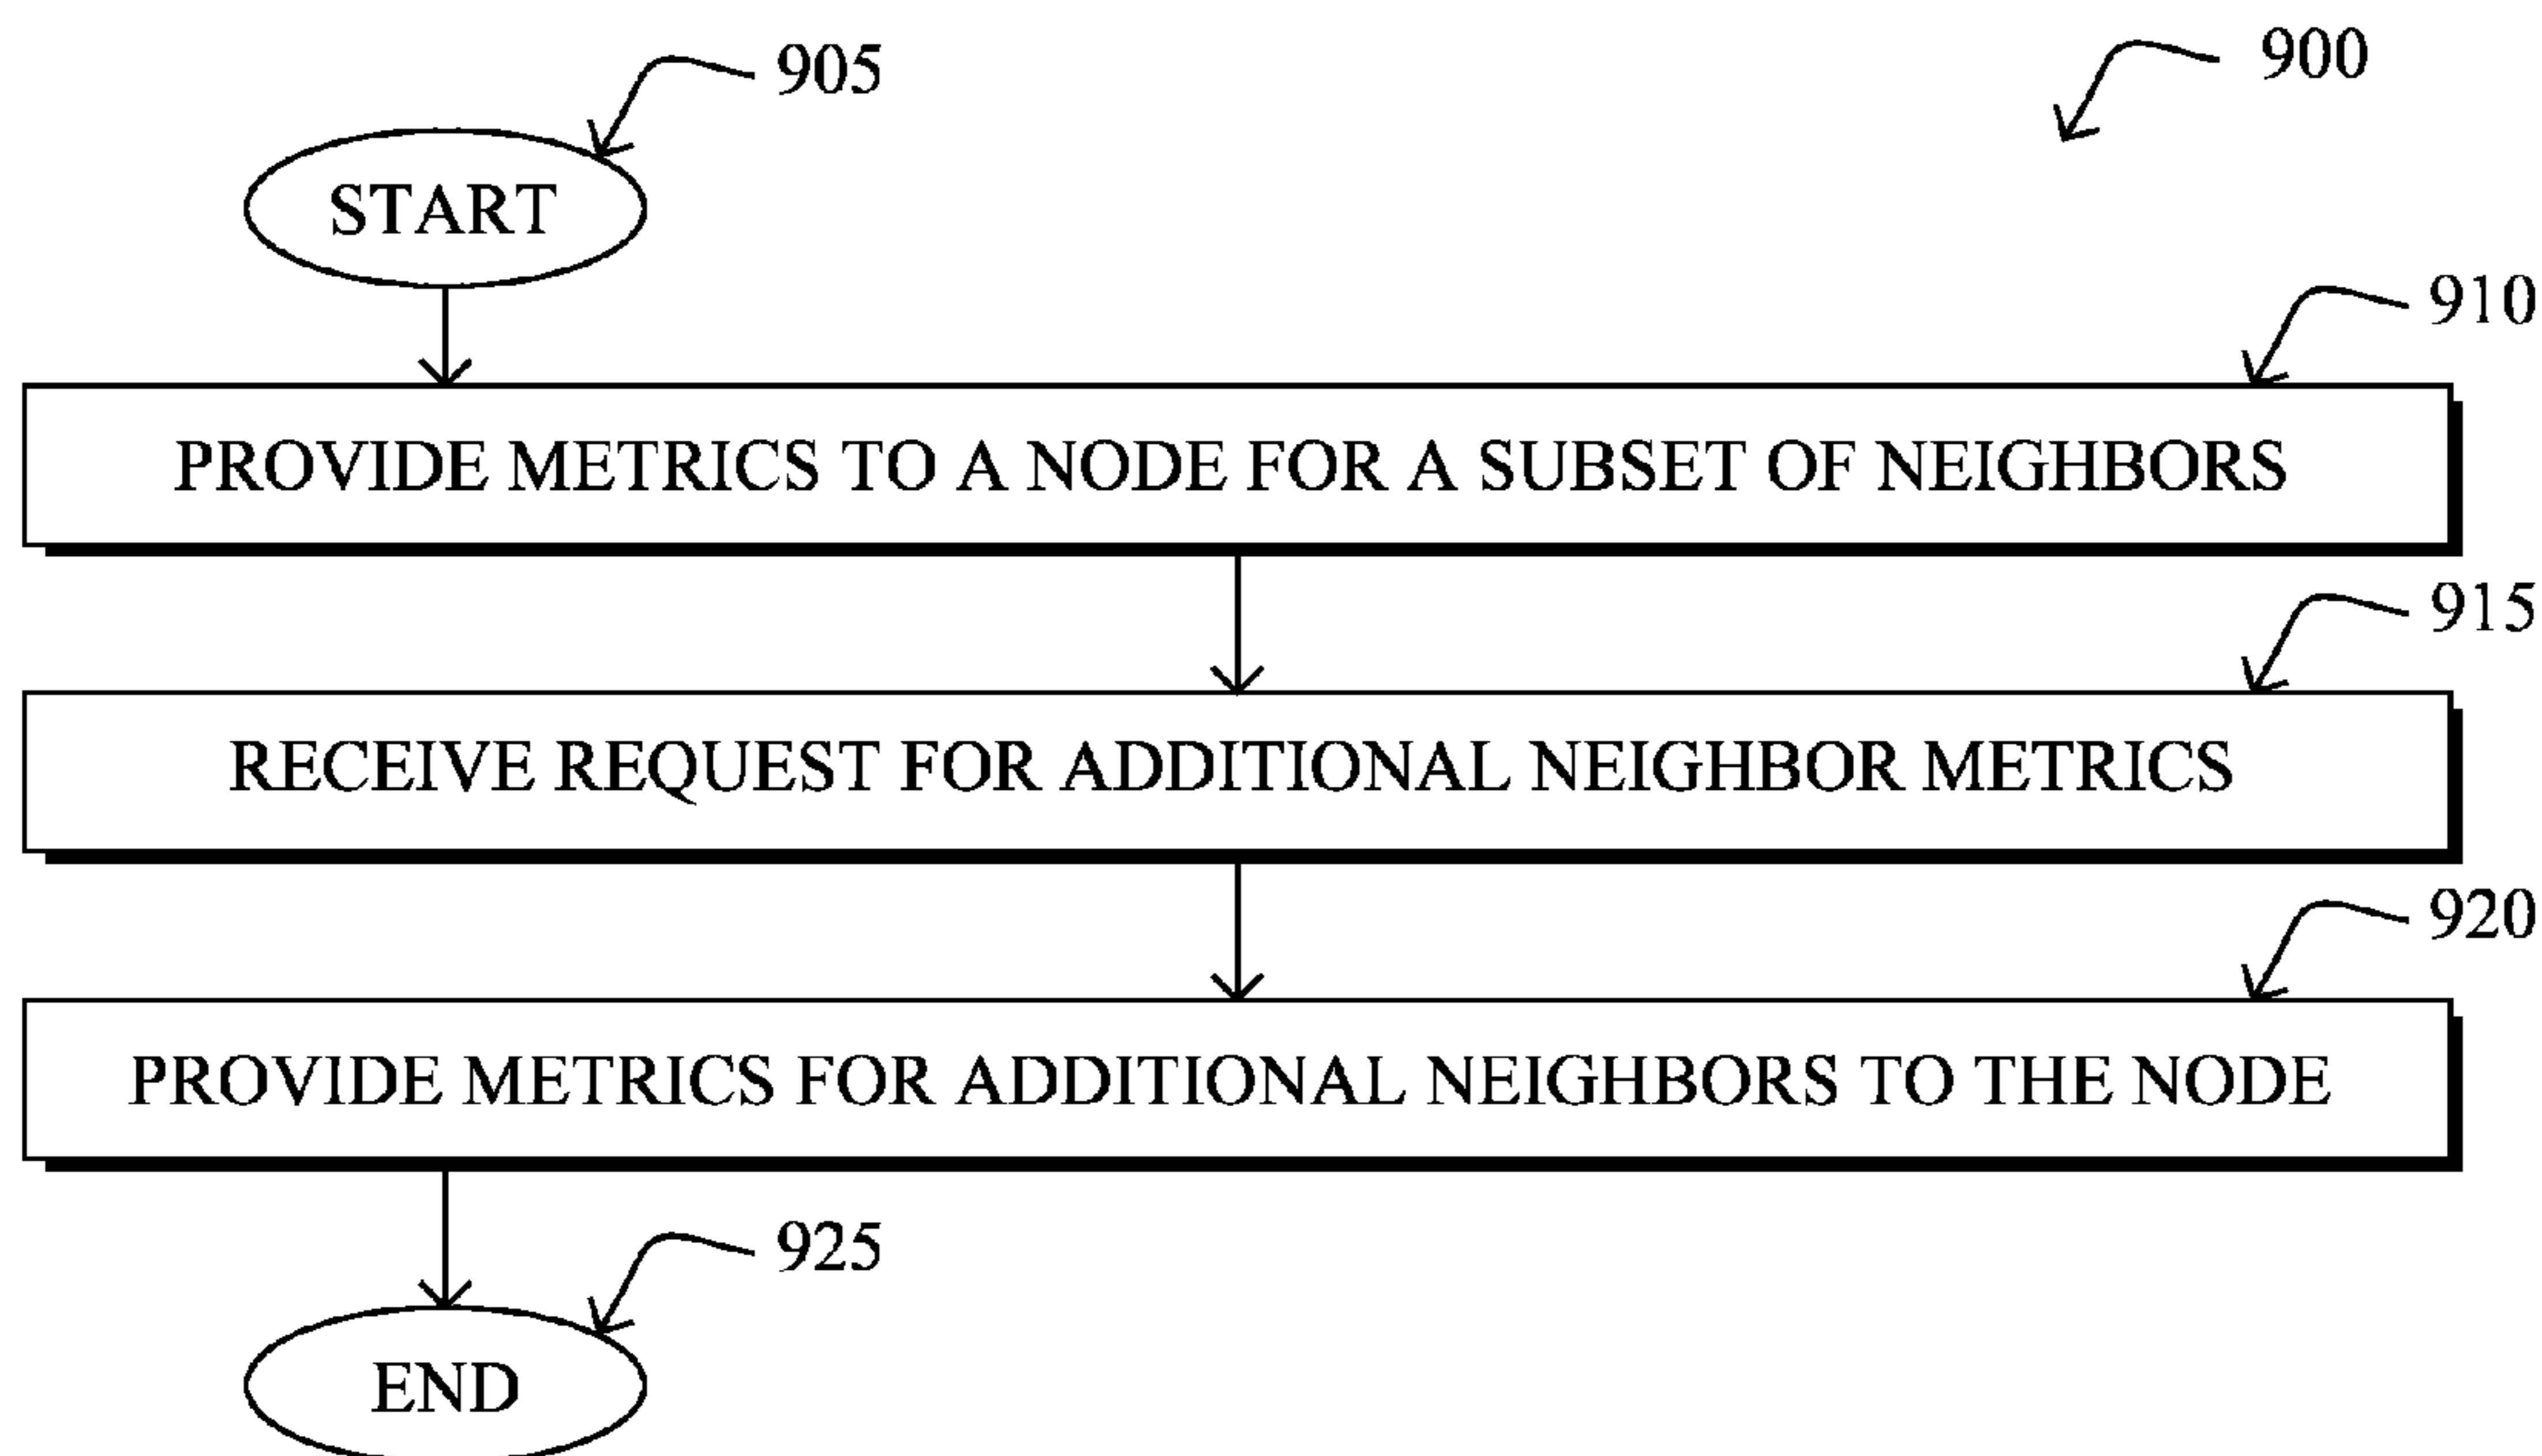 900
905
START
910
PROVIDE METRICS TO A NODE FOR A SUBSET OF NEIGHBORS
915
RECEIVE REQUEST FOR ADDITIONAL NEIGHBOR METRICS
920
PROVIDE METRICS FOR ADDITIONAL NEIGHBORS TO THE NODE
925
END